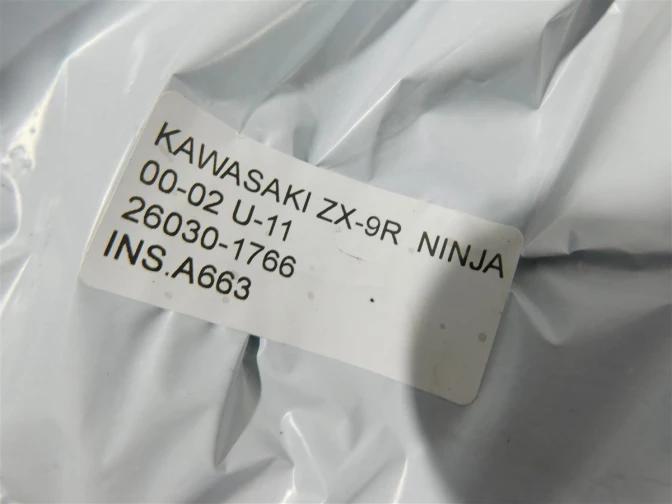 KAWASAKI ZX-9R NINJA
00-02 U-11
26030-1766
INS.A663